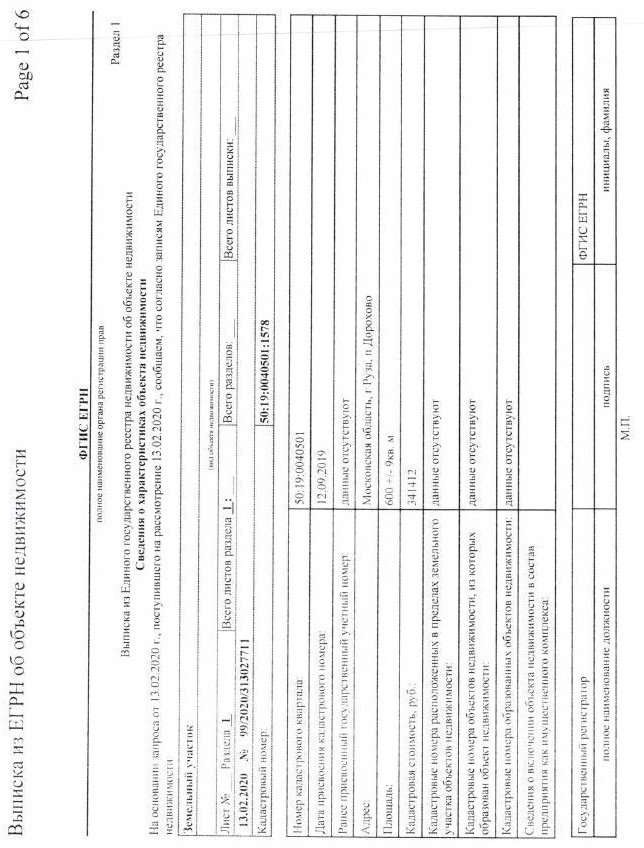 Выписка из ЕГРН об объекте недвижимости
Page 1 of 6
ФГИС ЕГРН
полное наименование органа регистрации прав
Раздел 1
Выписка из Единого государственного реестра недвижимости об объекте недвижимости
Сведения о характеристиках объекта недвижимости
На основании запроса от 13.02.2020 г., поступившего на рассмотрение 13.02.2020 г., сообщаем, что согласно записям Единого государственного реестра
недвижимости:
Земельный участок
(вид объекта недвижимости)
Лист № Раздела 1 Всего листов раздела 1: Всего разделов: Всего листов выписки:
13.02.2020 № 99/2020/313027711
Кадастровый номер: 50:19:0040501:1578
Номер кадастрового квартала: 50:19:0040501
Дата присвоения кадастрового номера: 12.09.2019
Ранее присвоенный государственный учетный номер: данные отсутствуют
Адрес: Московская область, г Руза, п Дорохово
Площадь: 600 +/- 9кв. м
Кадастровая стоимость, руб.: 341412
Кадастровые номера расположенных в пределах земельного
участка объектов недвижимости: данные отсутствуют
Кадастровые номера объектов недвижимости, из которых
образован объект недвижимости: данные отсутствуют
Кадастровые номера образованных объектов недвижимости: данные отсутствуют
Сведения о включении объекта недвижимости в состав
предприятия как имущественного комплекса:
Государственный регистратор ФГИС ЕГРН
полное наименование должности подпись инициалы, фамилия
М.П.